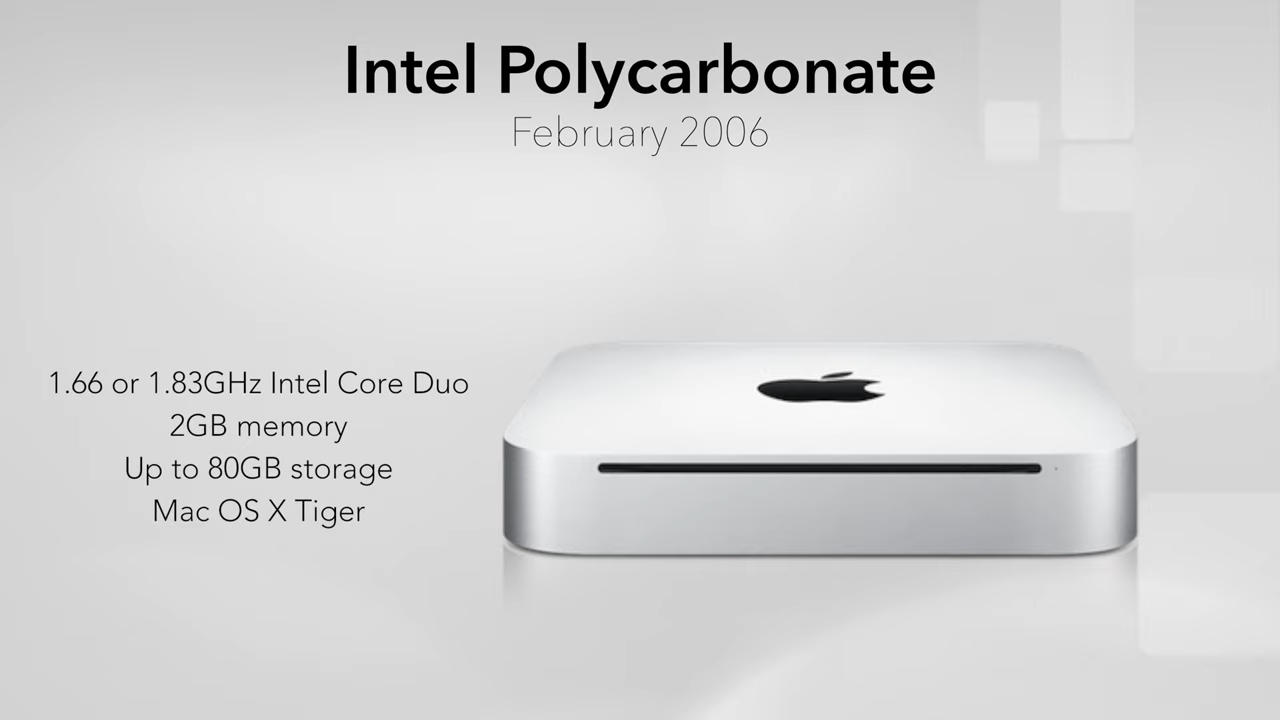 Intel Polycarbonate
February 2006
1.66 or 1.83GHz Intel Core Duo
2GB memory
Up to 80GB storage
Mac OS X Tiger